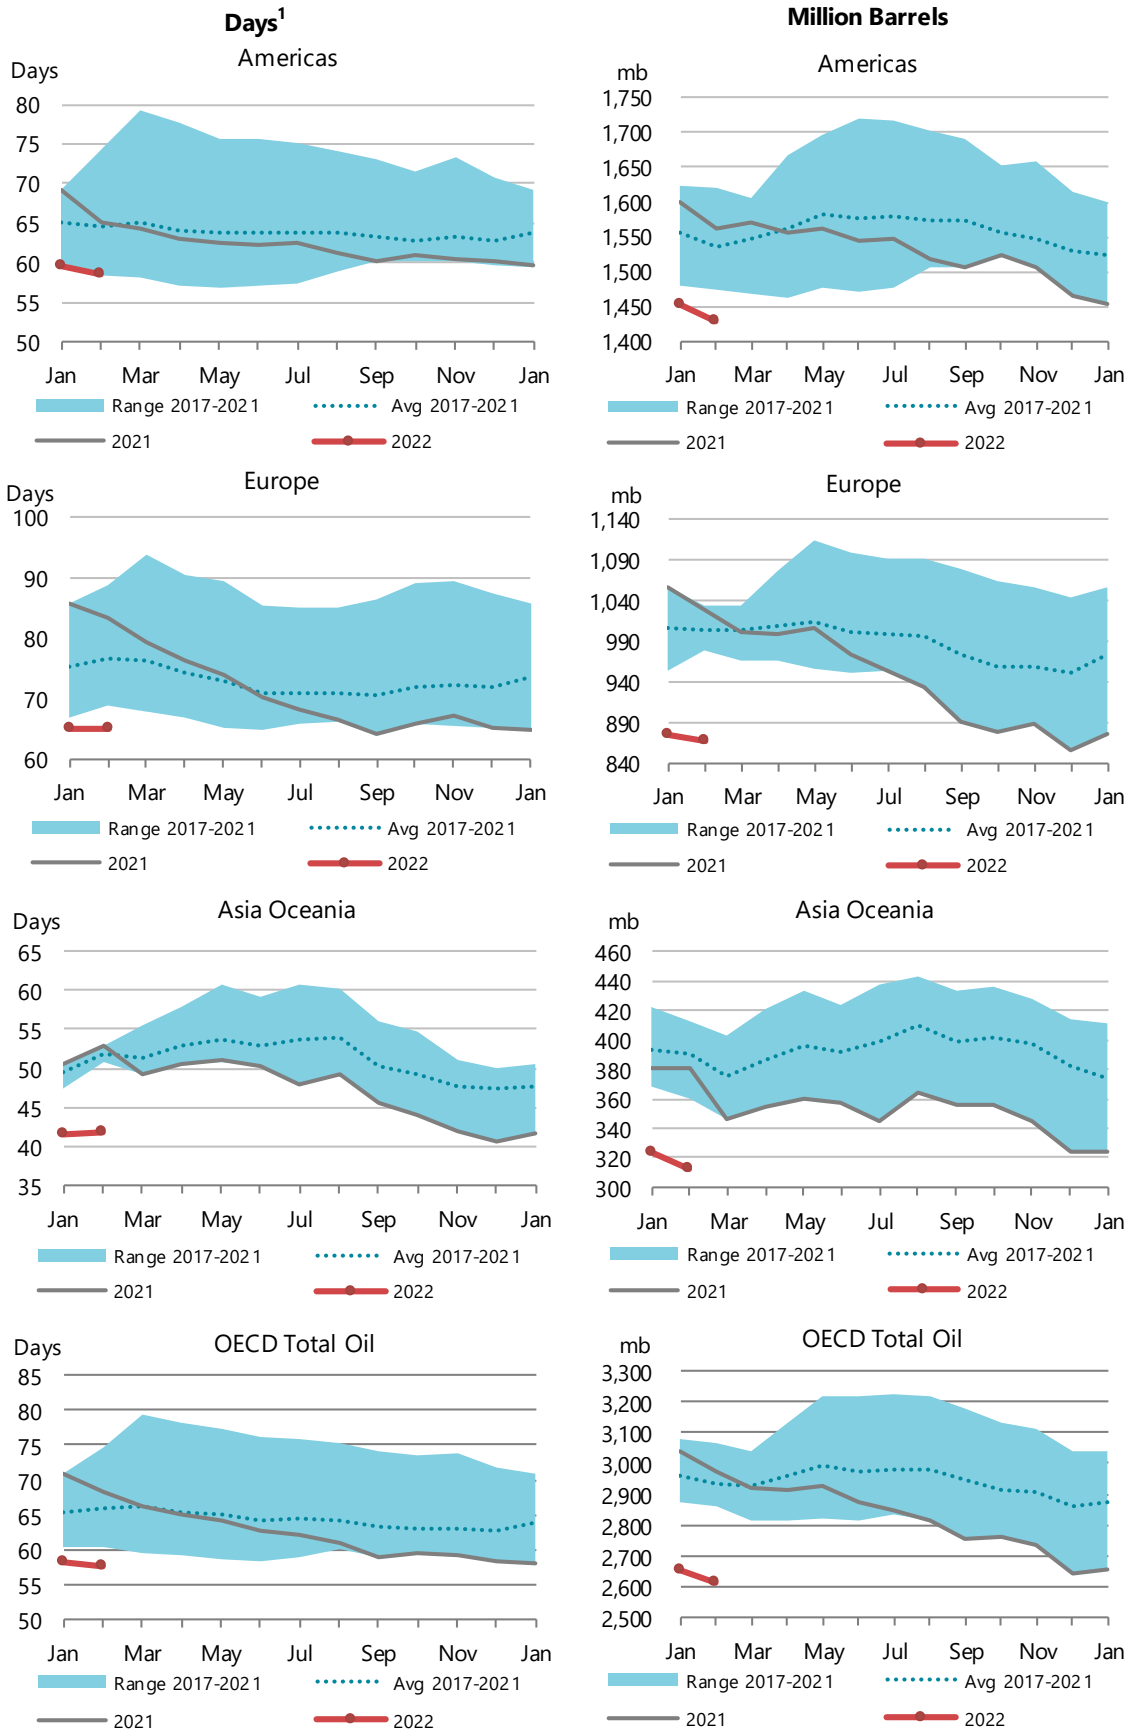 Days¹
Americas
Days
80
75
70
65
60
55
50
Jan Mar May Jul Sep Nov Jan
Range 2017-2021 Avg 2017-2021
2021 2022
Million Barrels
Americas
mb
1,750
1,700
1,650
1,600
1,550
1,500
1,450
1,400
Jan Mar May Jul Sep Nov Jan
Range 2017-2021 Avg 2017-2021
2021 2022
Europe
Days
100
90
80
70
60
Jan Mar May Jul Sep Nov Jan
Range 2017-2021 Avg 2017-2021
2021 2022
Europe
mb
1,140
1,090
1,040
990
940
890
840
Jan Mar May Jul Sep Nov Jan
Range 2017-2021 Avg 2017-2021
2021 2022
Asia Oceania
Days
65
60
55
50
45
40
35
Jan Mar May Jul Sep Nov Jan
Range 2017-2021 Avg 2017-2021
2021 2022
Asia Oceania
mb
460
440
420
400
380
360
340
320
300
Jan Mar May Jul Sep Nov Jan
Range 2017-2021 Avg 2017-2021
2021 2022
OECD Total Oil
Days
85
80
75
70
65
60
55
50
Jan Mar May Jul Sep Nov Jan
Range 2017-2021 Avg 2017-2021
2021 2022
OECD Total Oil
mb
3,300
3,200
3,100
3,000
2,900
2,800
2,700
2,600
2,500
Jan Mar May Jul Sep Nov Jan
Range 2017-2021 Avg 2017-2021
2021 2022